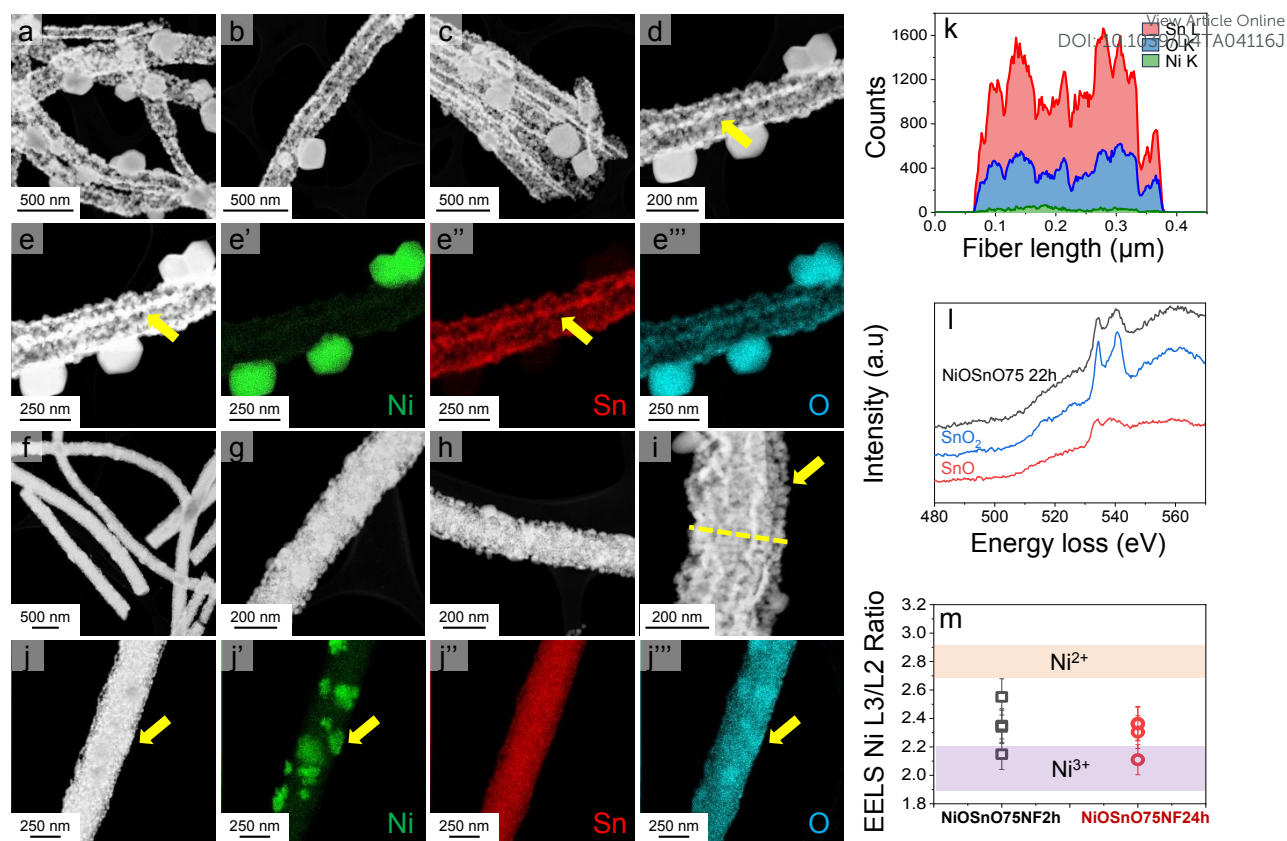 View Article Online
DOI: 10.1039/D4TA04116J
a
500 nm
b
500 nm
c
500 nm
d
200 nm
k
Sn L
O K
Ni K
1600
1200
800
400
0
Counts
0.0 0.1 0.2 0.3 0.4
Fiber length (µm)
e
250 nm
e’
250 nm
Ni
e’’
250 nm
Sn
e’’’
250 nm
O
l
NiOSnO75 22h
SnO2
SnO
Intensity (a.u)
480 500 520 540 560
Energy loss (eV)
f
500 nm
g
200 nm
h
200 nm
i
200 nm
j
250 nm
j’
250 nm
Ni
j’’
250 nm
Sn
j’’’
250 nm
O
m
3.2
3.0
2.8
2.6
2.4
2.2
2.0
1.8
EELS Ni L3/L2 Ratio
Ni2+
Ni3+
NiOSnO75NF2h NiOSnO75NF24h